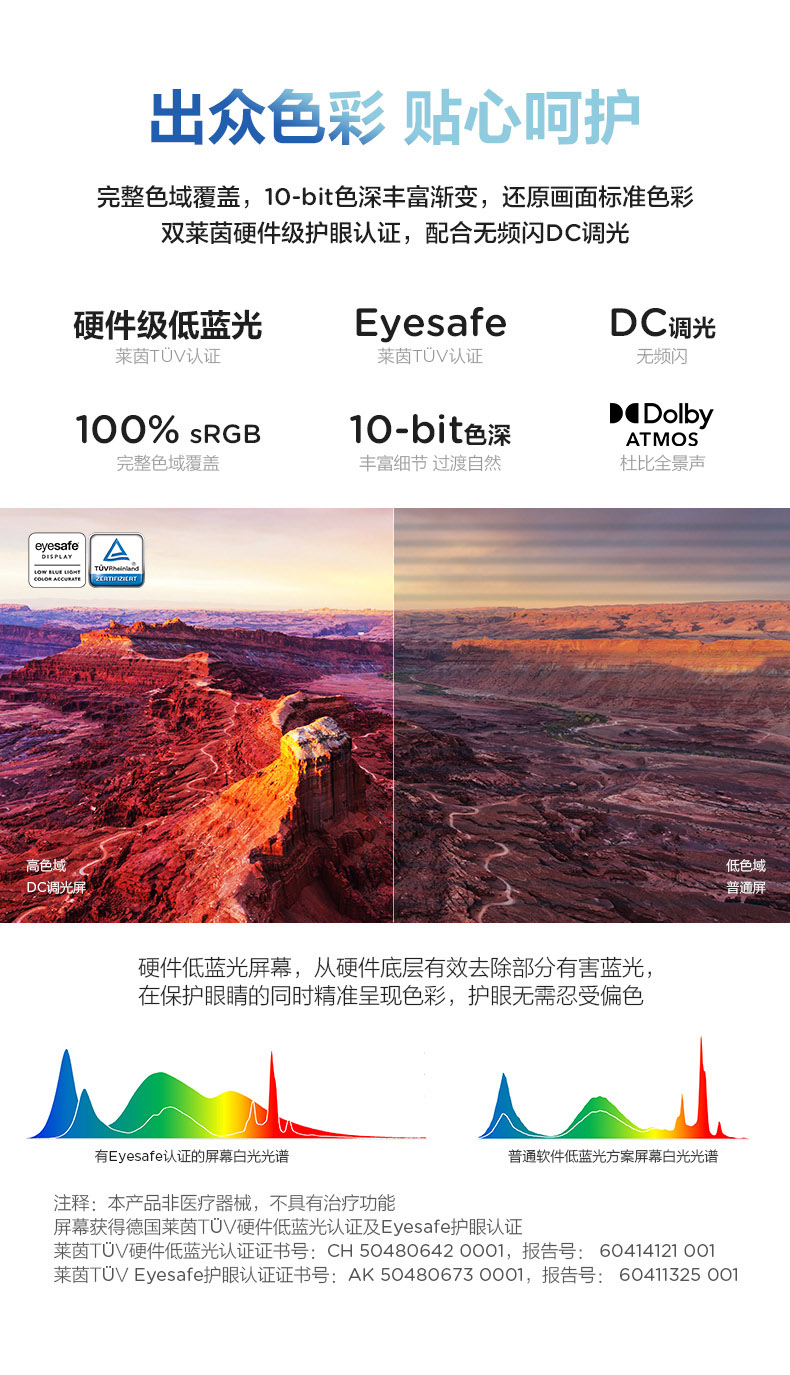 出众色彩 贴心呵护
完整色域覆盖，10-bit色深丰富渐变，还原画面标准色彩
双莱茵硬件级护眼认证，配合无频闪DC调光
硬件级低蓝光
莱茵TÜV认证
Eyesafe
莱茵TÜV认证
DC调光
无频闪
100% sRGB
完整色域覆盖
10-bit色深
丰富细节 过渡自然
Dolby
ATMOS
杜比全景声
eyesafe
DISPLAY
LOW BLUE LIGHT
COLOR ACCURATE
TÜVRheinland
ZERTIFIZIERT
高色域
DC调光屏
低色域
普通屏
硬件低蓝光屏幕，从硬件底层有效去除部分有害蓝光，
在保护眼睛的同时精准呈现色彩，护眼无需忍受偏色
有Eyesafe认证的屏幕白光光谱
普通软件低蓝光方案屏幕白光光谱
注释：本产品非医疗器械，不具有治疗功能
屏幕获得德国莱茵TÜV硬件低蓝光认证及Eyesafe护眼认证
莱茵TÜV硬件低蓝光认证证书号：CH 50480642 0001，报告号： 60414121 001
莱茵TÜV Eyesafe护眼认证证书号：AK 50480673 0001，报告号： 60411325 001